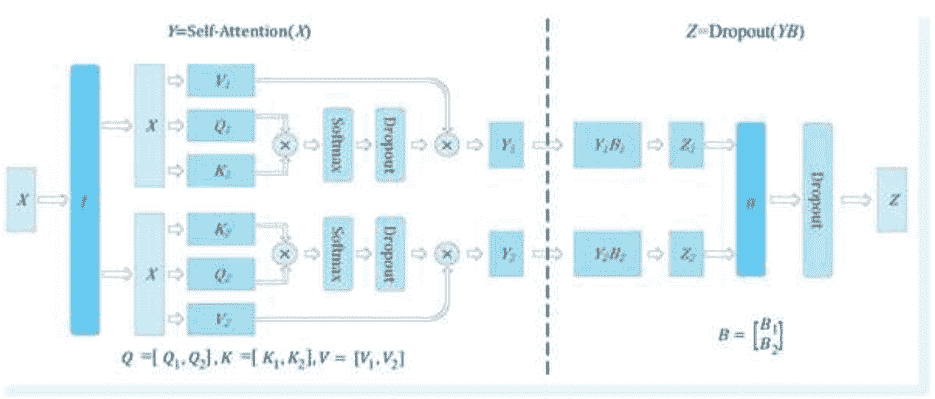 Y=Self-Attention(X)
Z=Dropout(YB)
X
f
X
V₁
Q₁
K₁
Softmax
Dropout
Y₁
Y₁B₁
Z₁
X
K₂
Q₂
V₂
Softmax
Dropout
Y₂
Y₂B₂
Z₂
g
Dropout
Z
Q =[ Q₁, Q₂], K =[ K₁, K₂], V = [V₁, V₂]
B = [B₁
B₂]